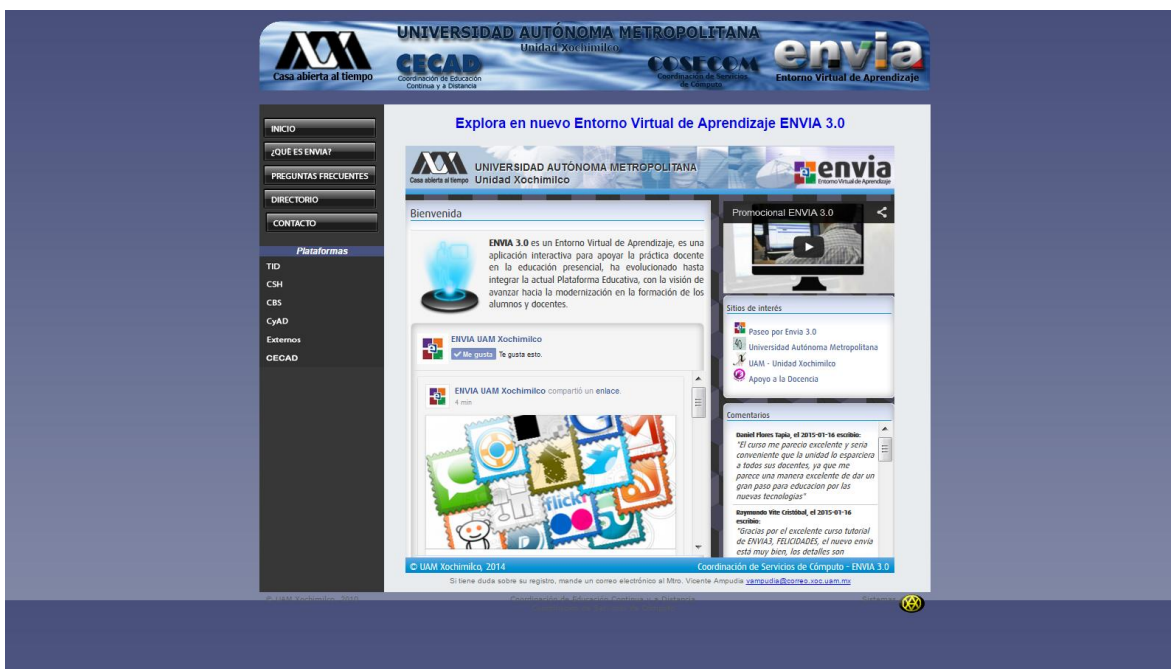 UNIVERSIDAD AUTÓNOMA METROPOLITANA
Unidad Xochimilco
Casa abierta al tiempo
CECAD
Coordinación de Educación
Continua y a Distancia
COSECOM
Coordinación de Servicios
de Cómputo
envia
Entorno Virtual de Aprendizaje
INICIO
¿QUÉ ES ENVIA?
PREGUNTAS FRECUENTES
DIRECTORIO
CONTACTO
Plataformas
TID
CSH
CBS
CyAD
Externos
CECAD
Explora en nuevo Entorno Virtual de Aprendizaje ENVIA 3.0
Casa abierta al tiempo
UNIVERSIDAD AUTÓNOMA METROPOLITANA
Unidad Xochimilco
envia
Entorno Virtual de Aprendizaje
Bienvenida
ENVIA 3.0 es un Entorno Virtual de Aprendizaje, es una
aplicación interactiva para apoyar la práctica docente
en la educación presencial, ha evolucionado hasta
integrar la actual Plataforma Educativa, con la visión de
avanzar hacia la modernización en la formación de los
alumnos y docentes.
ENVIA UAM Xochimilco
Me gusta Te gusta esto.
ENVIA UAM Xochimilco compartió un enlace.
4 min
flickr
Promocional ENVIA 3.0
Sitios de interés
Paseo por Envia 3.0
Universidad Autónoma Metropolitana
UAM - Unidad Xochimilco
Apoyo a la Docencia
Comentarios
Daniel Flores Tapia, el 2015-01-16 escribio:
"El curso me parecio excelente y seria
conveniente que la unidad lo esparciera
a todos sus docentes, ya que me
parece una manera excelente de dar un
gran paso para educacion por las
nuevas tecnologias"
Raymundo Vite Cristóbal, el 2015-01-16
escribio:
"Gracias por el excelente curso tutorial
de ENVIA3, FELICIDADES, el nuevo envia
está muy bien, los detalles son
© UAM Xochimilco, 2014
Coordinación de Servicios de Cómputo - ENVIA 3.0
Si tiene duda sobre su registro, mande un correo electrónico al Mtro. Vicente Ampudia vampudia@correo.xoc.uam.mx
© UAM Xochimilco, 2010
Coordinación de Educación Continua y a Distancia
Sistemas